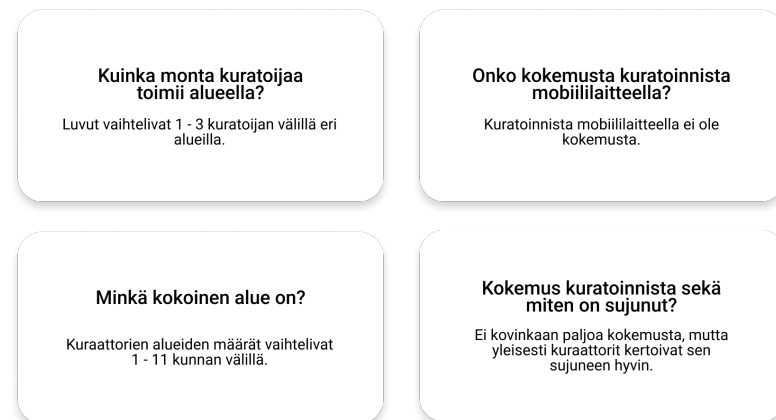 Kuinka monta kuratoijaa
toimii alueella?
Luvut vaihtelivat 1 - 3 kuratoijan välillä eri
alueilla.
Onko kokemusta kuratoinnista
mobiililaitteella?
Kuratoinnista mobiililaitteella ei ole
kokemusta.
Minkä kokoinen alue on?
Kuraattorien alueiden määrät vaihtelivat
1 - 11 kunnan välillä.
Kokemus kuratoinnista sekä
miten on sujunut?
Ei kovinkaan paljoa kokemusta, mutta
yleisesti kuraattorit kertoivat sen
sujuneen hyvin.